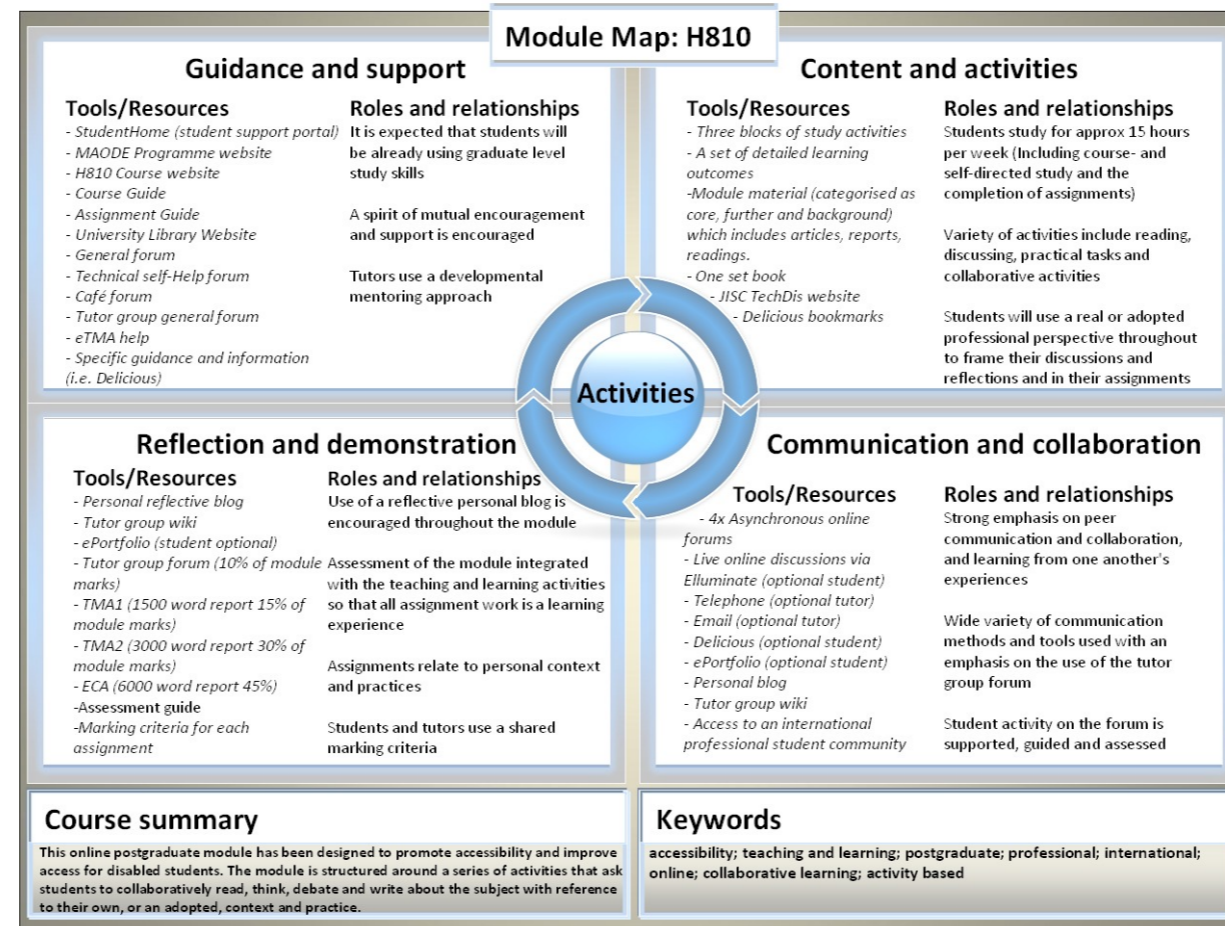 Module Map: H810
Guidance and support
Tools/Resources
- StudentHome (student support portal)
- MAODE Programme website
- H810 Course website
- Course Guide
- Assignment Guide
- University Library Website
- General forum
- Technical self-Help forum
- Café forum
- Tutor group general forum
- eTMA help
- Specific guidance and information
(i.e. Delicious)
Roles and relationships
It is expected that students will
be already using graduate level
study skills
A spirit of mutual encouragement
and support is encouraged
Tutors use a developmental
mentoring approach
Content and activities
Tools/Resources
- Three blocks of study activities
- A set of detailed learning
outcomes
-Module material (categorised as
core, further and background)
which includes articles, reports,
readings.
- One set book
- JISC TechDis website
- Delicious bookmarks
Roles and relationships
Students study for approx 15 hours
per week (Including course- and
self-directed study and the
completion of assignments)
Variety of activities include reading,
discussing, practical tasks and
collaborative activities
Students will use a real or adopted
professional perspective throughout
to frame their discussions and
reflections and in their assignments
Activities
Reflection and demonstration
Tools/Resources
- Personal reflective blog
- Tutor group wiki
- ePortfolio (student optional)
- Tutor group forum (10% of module
marks)
- TMA1 (1500 word report 15% of
module marks)
- TMA2 (3000 word report 30% of
module marks)
- ECA (6000 word report 45%)
-Assessment guide
-Marking criteria for each
assignment
Roles and relationships
Use of a reflective personal blog is
encouraged throughout the module
Assessment of the module integrated
with the teaching and learning activities
so that all assignment work is a learning
experience
Assignments relate to personal context
and practices
Students and tutors use a shared
marking criteria
Communication and collaboration
Tools/Resources
- 4x Asynchronous online
forums
- Live online discussions via
Elluminate (optional student)
- Telephone (optional tutor)
- Email (optional tutor)
- Delicious (optional student)
- ePortfolio (optional student)
- Personal blog
- Tutor group wiki
- Access to an international
professional student community
Roles and relationships
Strong emphasis on peer
communication and collaboration,
and learning from one another's
experiences
Wide variety of communication
methods and tools used with an
emphasis on the use of the tutor
group forum
Student activity on the forum is
supported, guided and assessed
Course summary
This online postgraduate module has been designed to promote accessibility and improve
access for disabled students. The module is structured around a series of activities that ask
students to collaboratively read, think, debate and write about the subject with reference
to their own, or an adopted, context and practice.
Keywords
accessibility; teaching and learning; postgraduate; professional; international;
online; collaborative learning; activity based